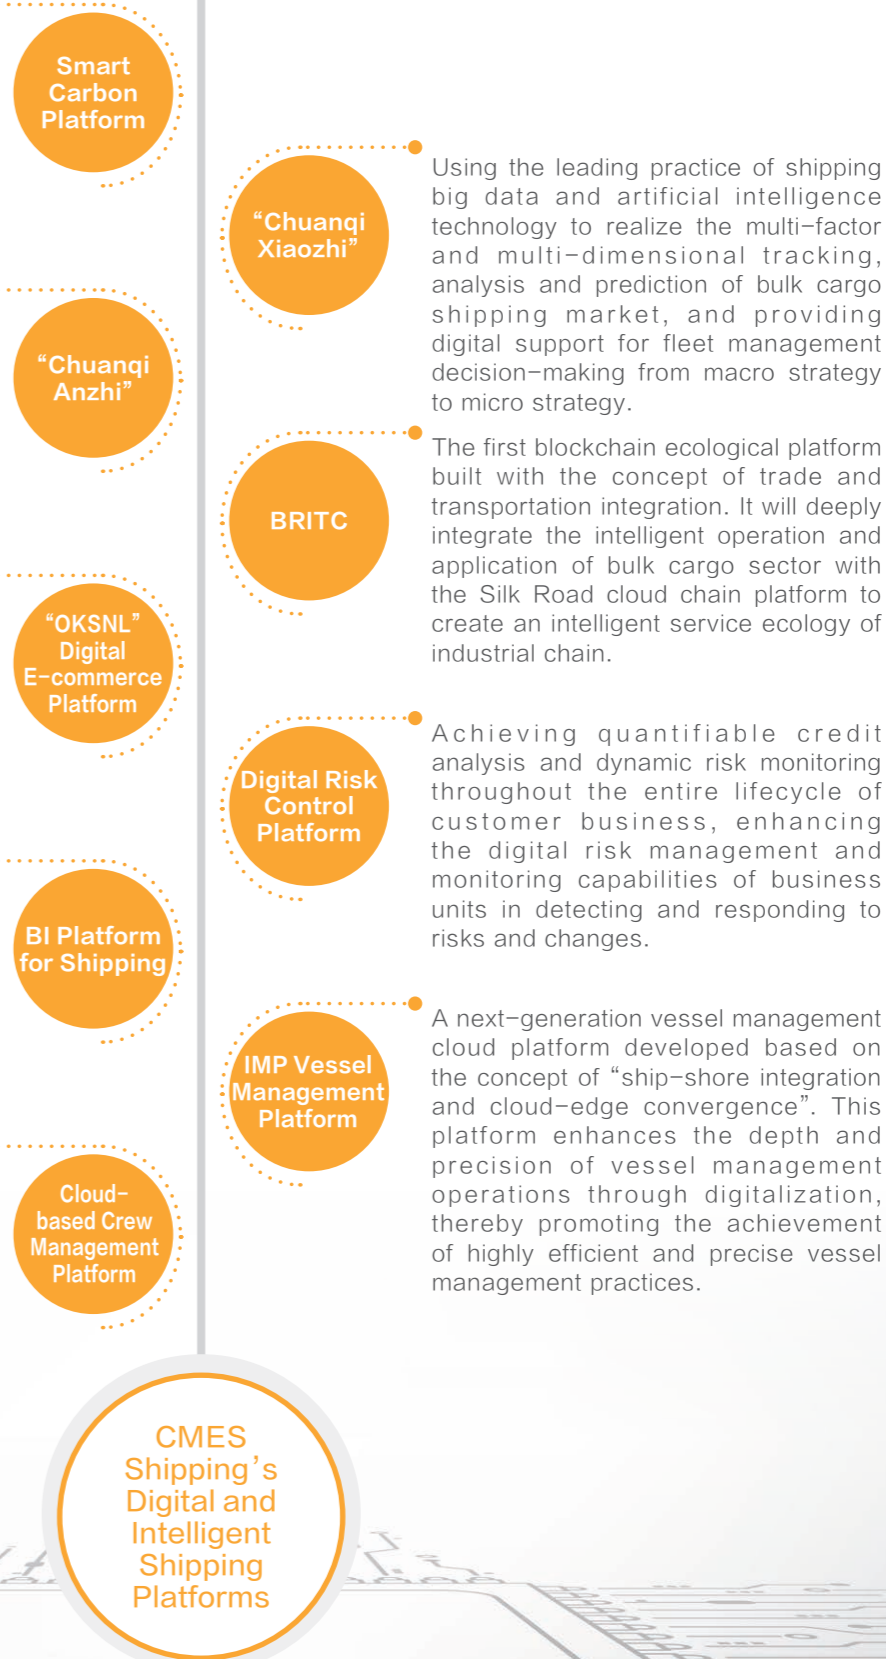 Smart
Carbon
Platform
“Chuanqi
Xiaozhi”
Using the leading practice of shipping
big data and artificial intelligence
technology to realize the multi-factor
and multi-dimensional tracking,
analysis and prediction of bulk cargo
shipping market, and providing
digital support for fleet management
decision-making from macro strategy
to micro strategy.
“Chuanqi
Anzhi”
BRITC
The first blockchain ecological platform
built with the concept of trade and
transportation integration. It will deeply
integrate the intelligent operation and
application of bulk cargo sector with
the Silk Road cloud chain platform to
create an intelligent service ecology of
industrial chain.
“OKSNL”
Digital
E-commerce
Platform
Digital Risk
Control
Platform
Achieving quantifiable credit
analysis and dynamic risk monitoring
throughout the entire lifecycle of
customer business, enhancing
the digital risk management and
monitoring capabilities of business
units in detecting and responding to
risks and changes.
BI Platform
for Shipping
IMP Vessel
Management
Platform
A next-generation vessel management
cloud platform developed based on
the concept of “ship-shore integration
and cloud-edge convergence”. This
platform enhances the depth and
precision of vessel management
operations through digitalization,
thereby promoting the achievement
of highly efficient and precise vessel
management practices.
Cloud-
based Crew
Management
Platform
CMES
Shipping’s
Digital and
Intelligent
Shipping
Platforms